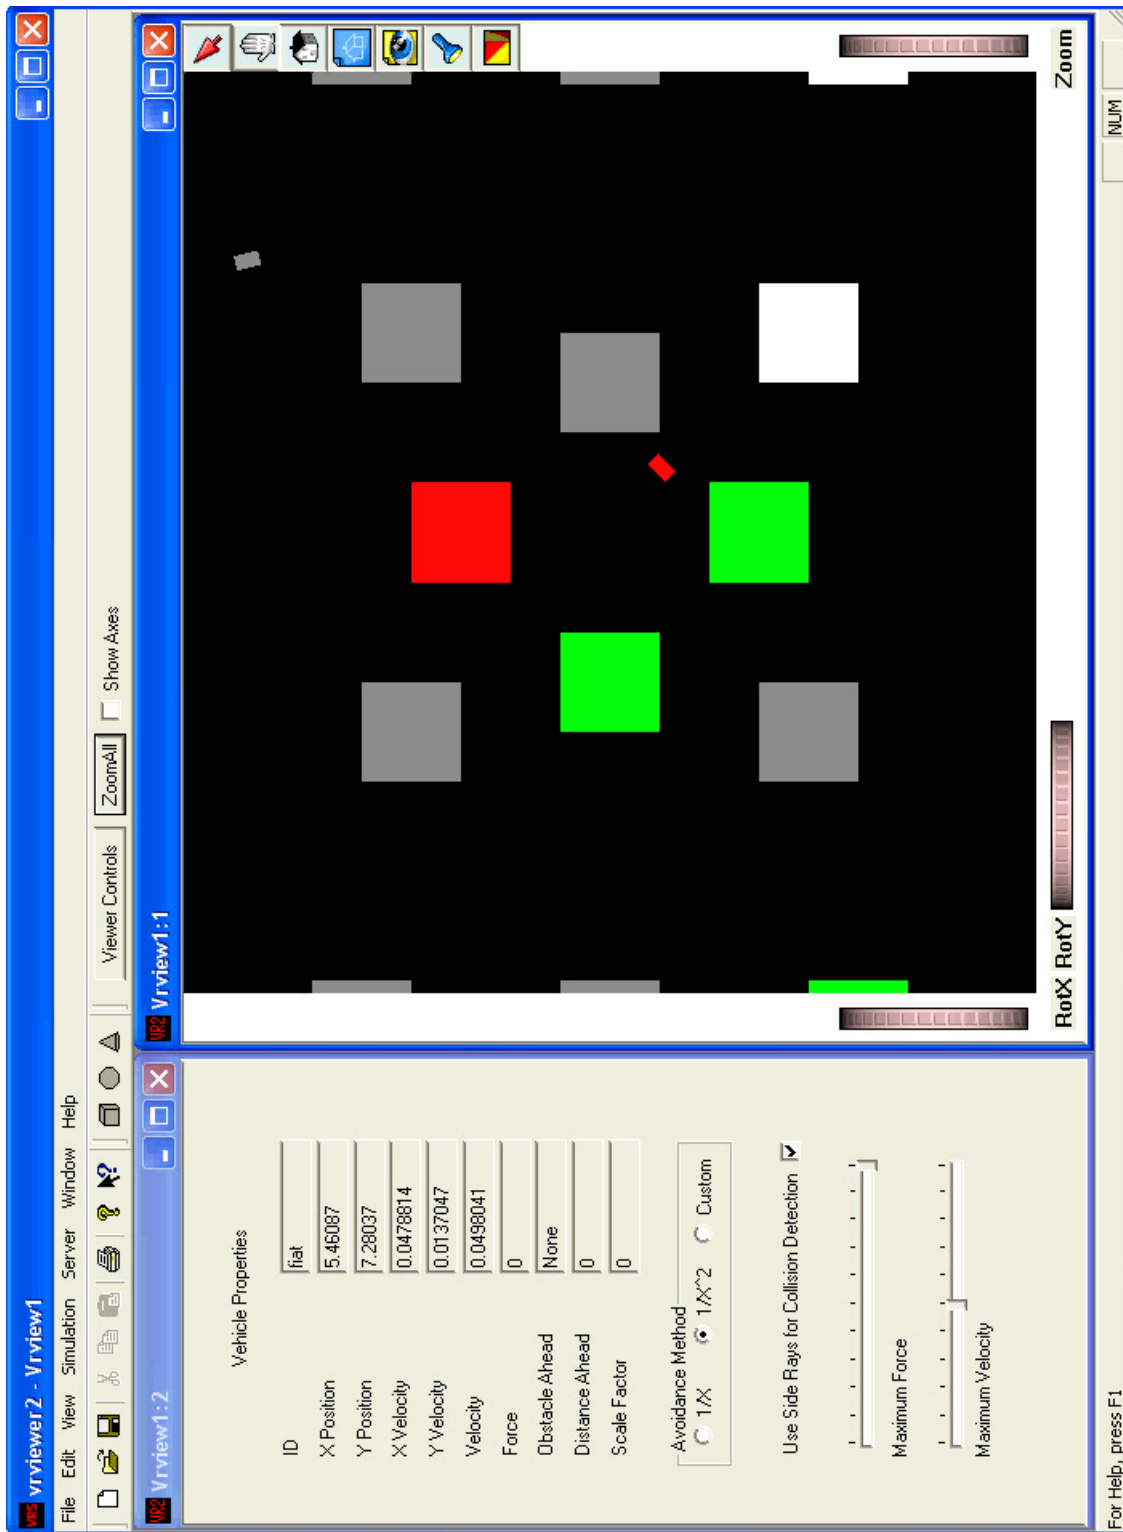 VRS vrviewer2 - Vrview1
File Edit View Simulation Server Window Help
Viewer Controls ZoomAll Show Axes
VR2 Vrview1:2
Vehicle Properties
ID fiat
X Position 5.46087
Y Position 7.28037
X Velocity 0.0478814
Y Velocity 0.0137047
Velocity 0.0498041
Force 0
Obstacle Ahead None
Distance Ahead 0
Scale Factor 0
Avoidance Method
1/X 1/X^2 Custom
Use Side Rays for Collision Detection
Maximum Force
Maximum Velocity
VR2 Vrview1:1
RotX RotY Zoom
For Help, press F1 NUM